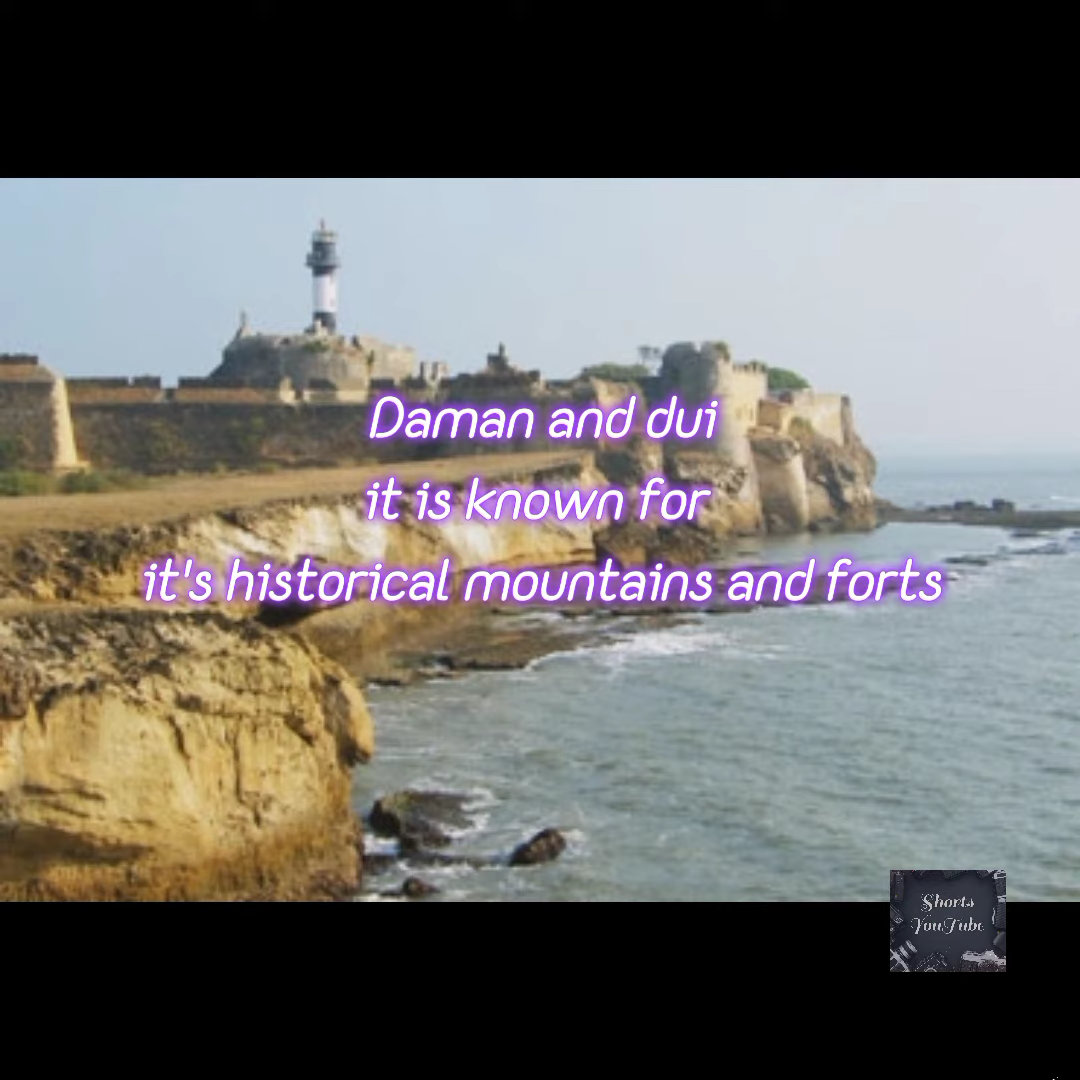 Daman and dui
it is known for
it's historical mountains and forts
Shorts
YouTube